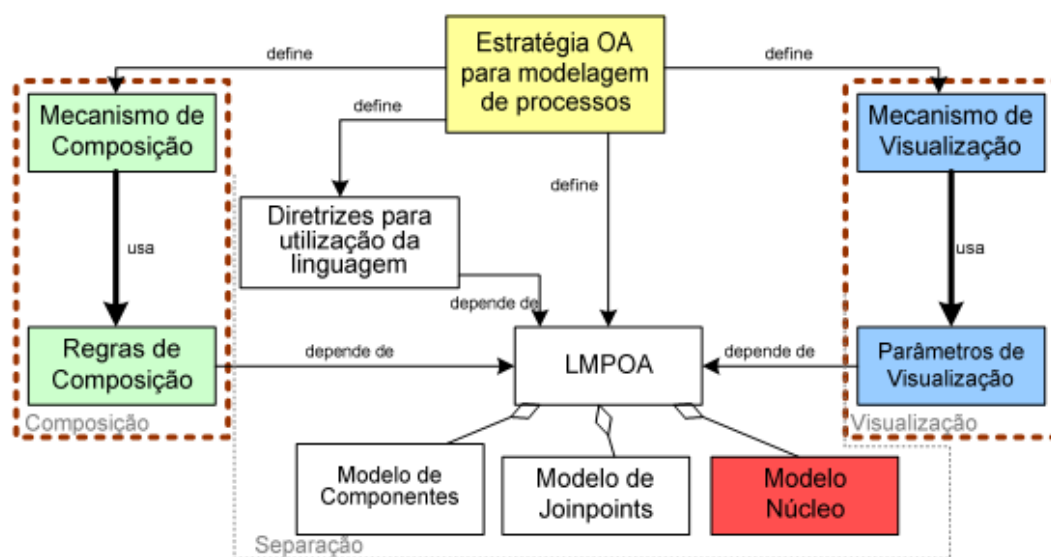 Estratégia OA
para modelagem
de processos
define
define
define
define
Mecanismo de
Composição
Mecanismo de
Visualização
Diretrizes para
utilização da
linguagem
usa
usa
depende de
Regras de
Composição
depende de
LMPOA
depende de
Parâmetros de
Visualização
Composição
Visualização
Modelo de
Componentes
Modelo de
Joinpoints
Modelo
Núcleo
Separação